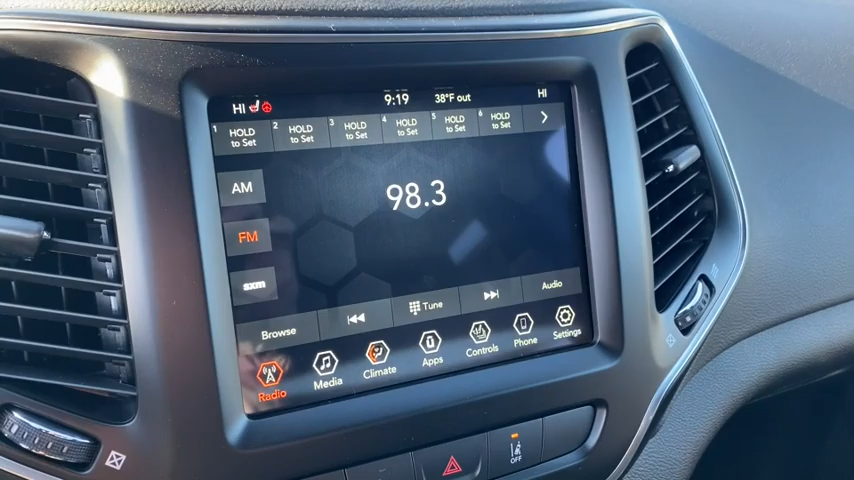 HI 9:19 38°F out HI
1 HOLD to Set 2 HOLD to Set 3 HOLD to Set 4 HOLD to Set 5 HOLD to Set 6 HOLD to Set
AM
98.3
FM
sxm
Browse Tune Audio
Radio Media Climate Apps Controls Phone Settings
OFF